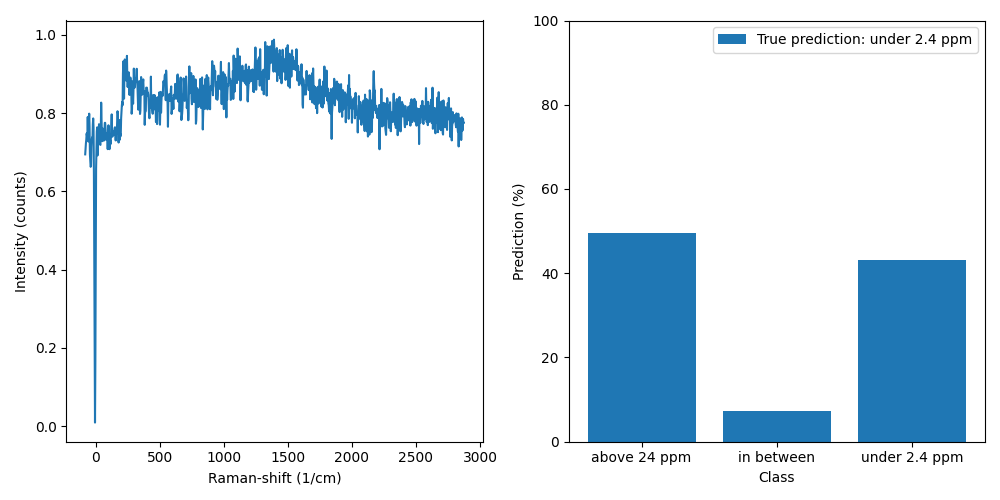 1.0
0.8
0.6
0.4
0.2
0.0
Intensity (counts)
0 500 1000 1500 2000 2500 3000
Raman-shift (1/cm)
100
80
60
40
20
0
Prediction (%)
True prediction: under 2.4 ppm
above 24 ppm in between under 2.4 ppm
Class